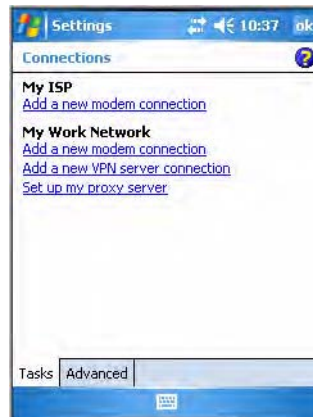 Settings 10:37 ok
Connections ?
My ISP
Add a new modem connection
My Work Network
Add a new modem connection
Add a new VPN server connection
Set up my proxy server
Tasks Advanced